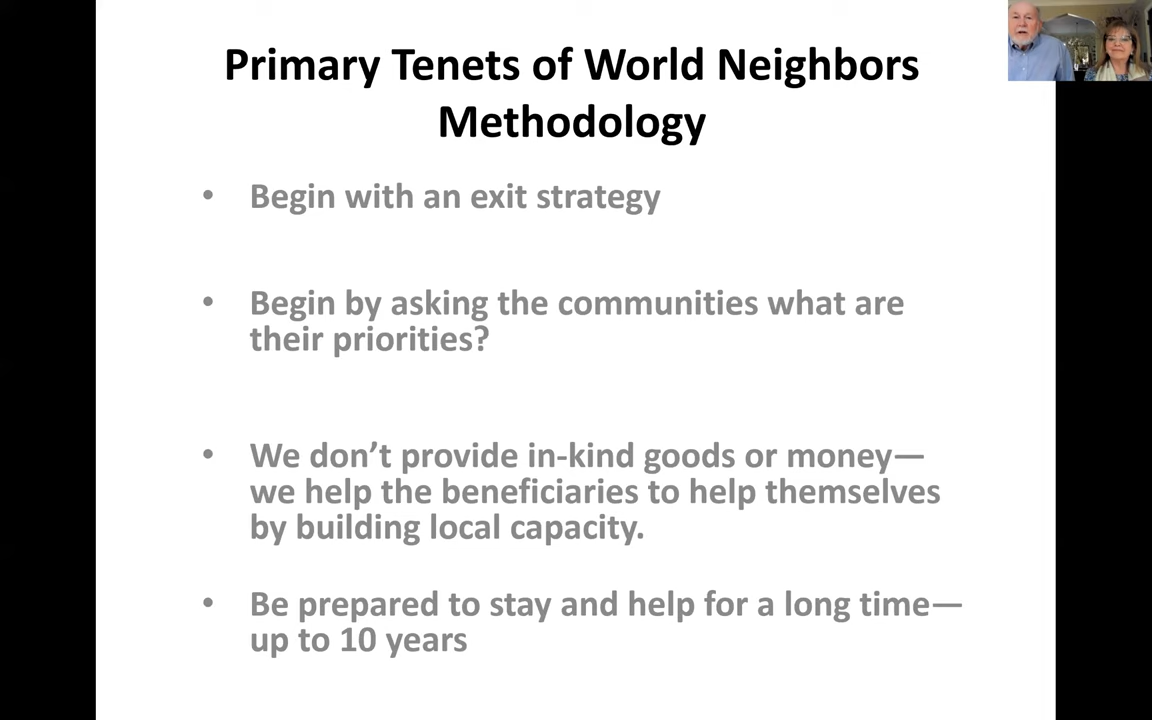 Primary Tenets of World Neighbors
Methodology
• Begin with an exit strategy
• Begin by asking the communities what are
their priorities?
• We don’t provide in-kind goods or money—
we help the beneficiaries to help themselves
by building local capacity.
• Be prepared to stay and help for a long time—
up to 10 years